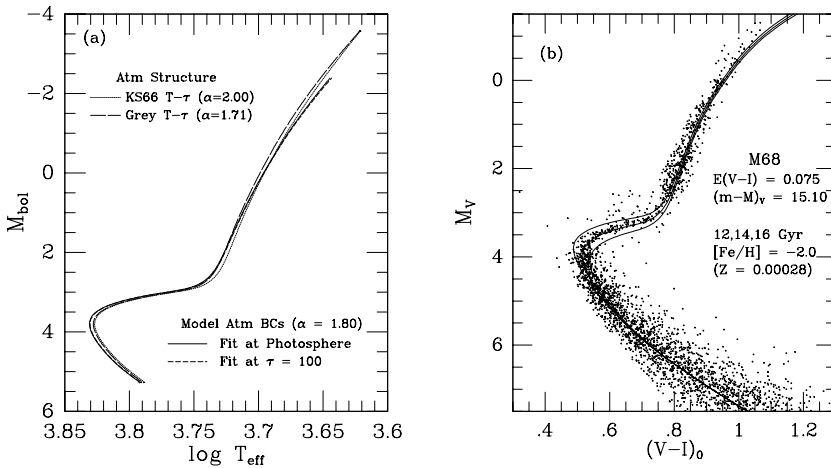 (a)
Atm Structure
KS66 T-τ (α=2.00)
Grey T-τ (α=1.71)
Model Atm BCs (α = 1.80)
Fit at Photosphere
Fit at τ = 100
−4
−2
0
2
4
6
M_bol
3.85
3.8
3.75
3.7
3.65
3.6
log T_eff
(b)
M68
E(V−I) = 0.075
(m−M)_V = 15.10
12,14,16 Gyr
[Fe/H] = −2.0
(Z = 0.00028)
0
2
4
6
M_V
.4
.6
.8
1
1.2
(V−I)_0